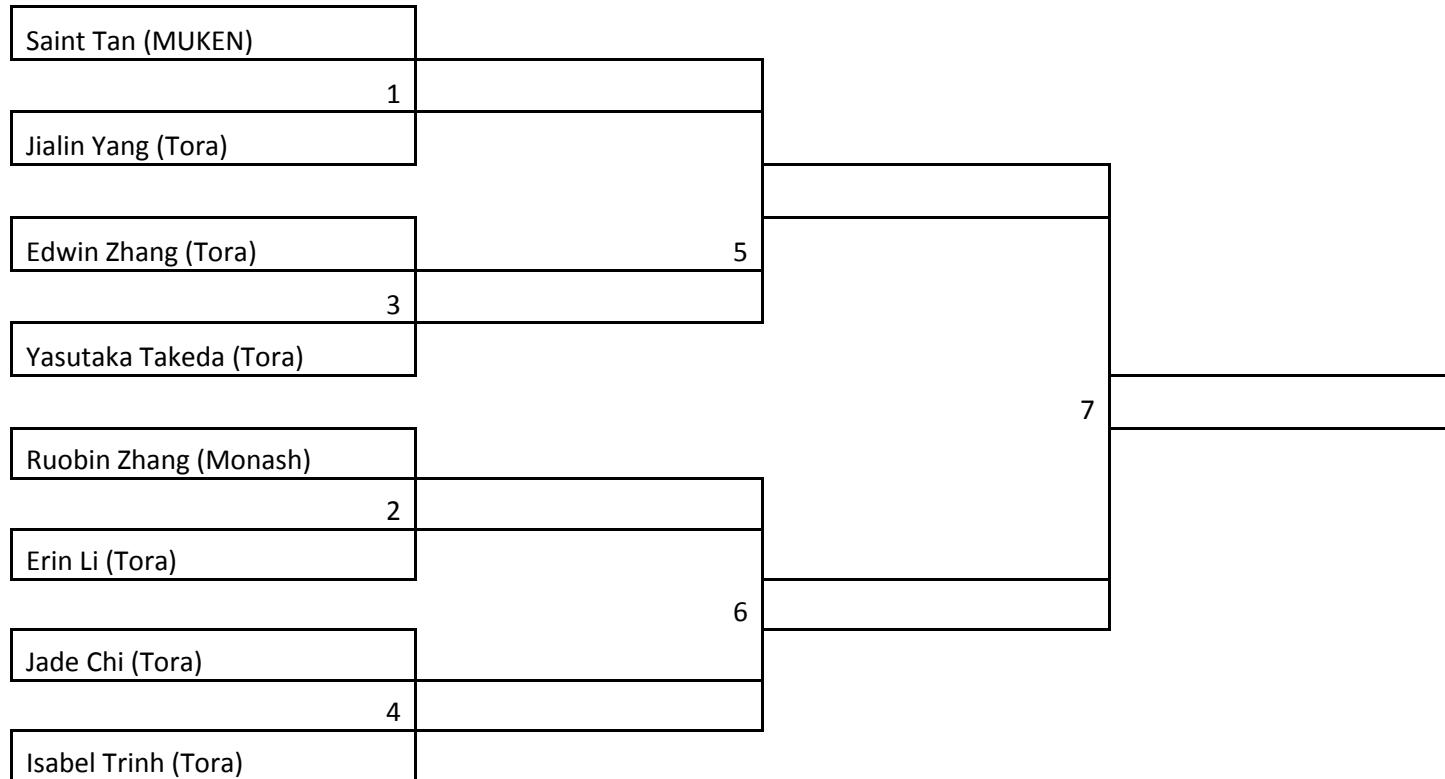 Saint Tan (MUKEN)
1
Jialin Yang (Tora)
Edwin Zhang (Tora)
5
3
Yasutaka Takeda (Tora)
7
Ruobin Zhang (Monash)
2
Erin Li (Tora)
6
Jade Chi (Tora)
4
Isabel Trinh (Tora)